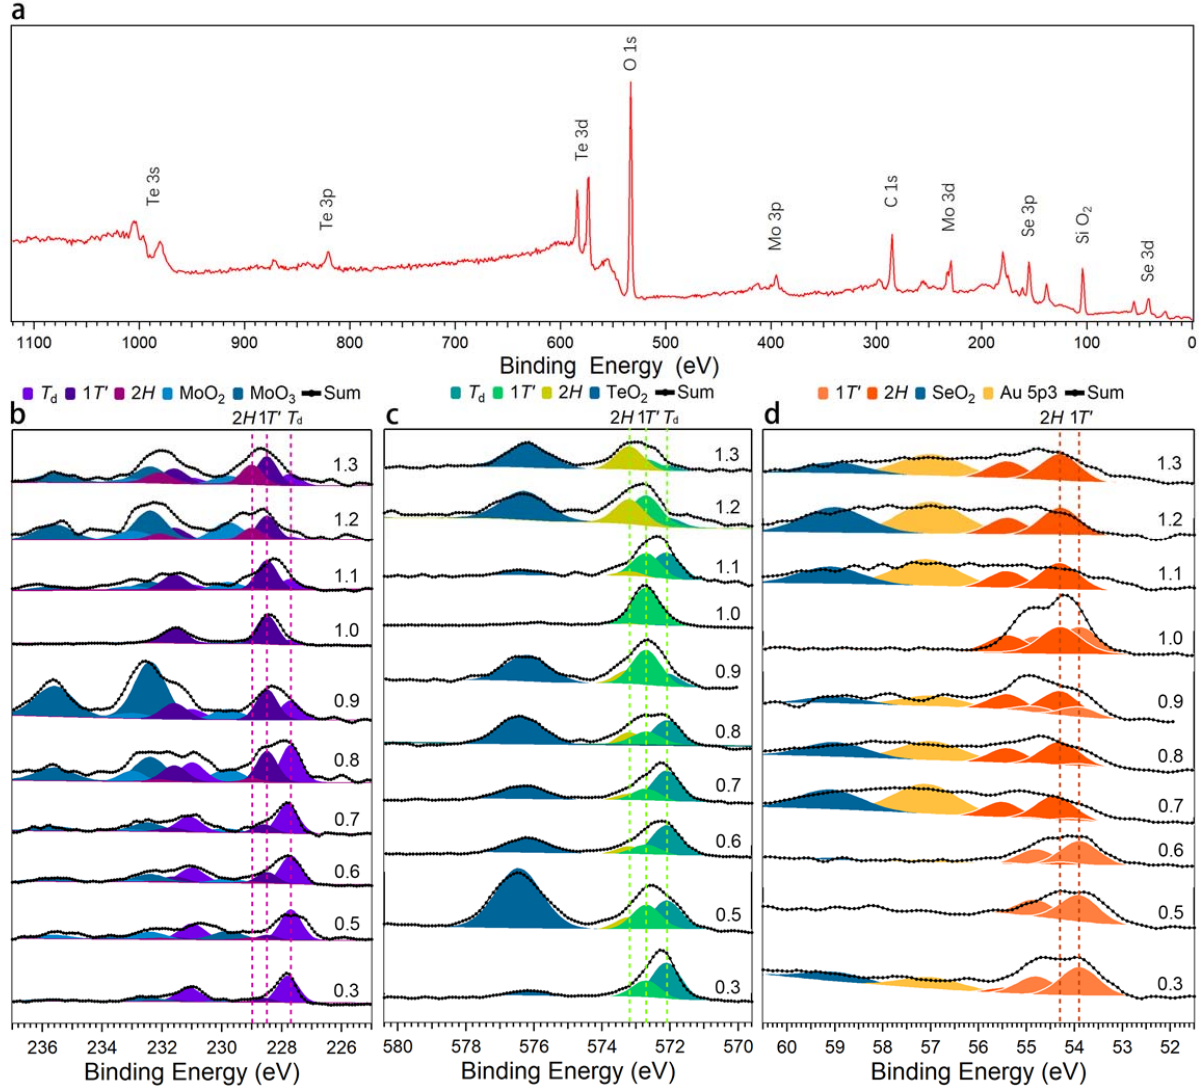 a
Te 3s
Te 3p
Te 3d
O 1s
Mo 3p
C 1s
Mo 3d
Se 3p
Si O2
Se 3d
1100 1000 900 800 700 600 500 400 300 200 100 0
Binding Energy (eV)
b
Td 1T′ 2H MoO2 MoO3 Sum
2H 1T′ Td
1.3
1.2
1.1
1.0
0.9
0.8
0.7
0.6
0.5
0.3
236 234 232 230 228 226
Binding Energy (eV)
c
Td 1T′ 2H TeO2 Sum
2H 1T′ Td
1.3
1.2
1.1
1.0
0.9
0.8
0.7
0.6
0.5
0.3
580 578 576 574 572 570
Binding Energy (eV)
d
1T′ 2H SeO2 Au 5p3 Sum
2H 1T′
1.3
1.2
1.1
1.0
0.9
0.8
0.7
0.6
0.5
0.3
60 59 58 57 56 55 54 53 52
Binding Energy (eV)